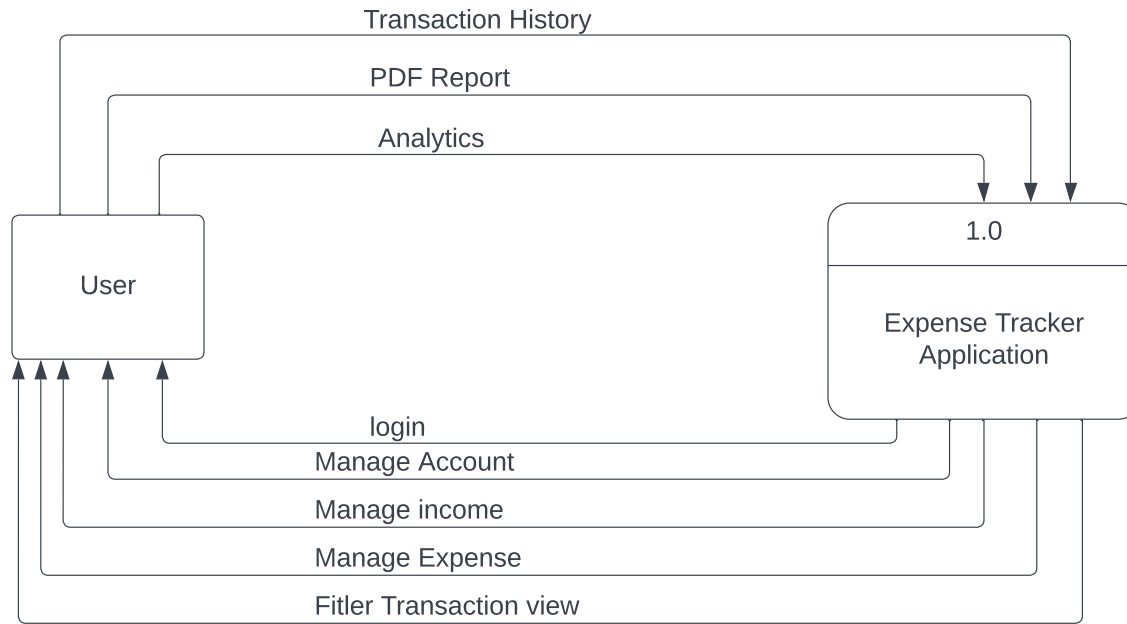 Transaction History
PDF Report
Analytics
1.0
User
Expense Tracker
Application
login
Manage Account
Manage income
Manage Expense
Fitler Transaction view